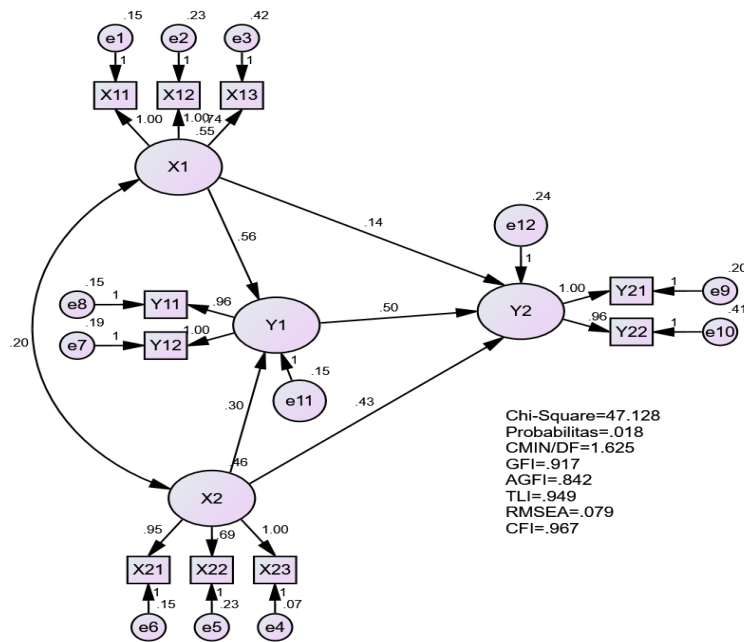 .15 .23 .42
e1 e2 e3
1 1 1
X11 X12 X13
1.00 1.00 .74
.55
X1
.24
e12
.14
1
.56
.20
.15
e8 1 Y11 .96
1.00 Y21 1 e9
Y1 .50 Y2
.19
e7 1 Y12 1.00
.96 Y22 1 e10
.41
.20
1 .15
e11
.30 .43
Chi-Square=47.128
Probabilitas=.018
CMIN/DF=1.625
GFI=.917
AGFI=.842
TLI=.949
RMSEA=.079
CFI=.967
.46
X2
.95 .69 1.00
X21 X22 X23
1 1 1
.15 .23 .07
e6 e5 e4